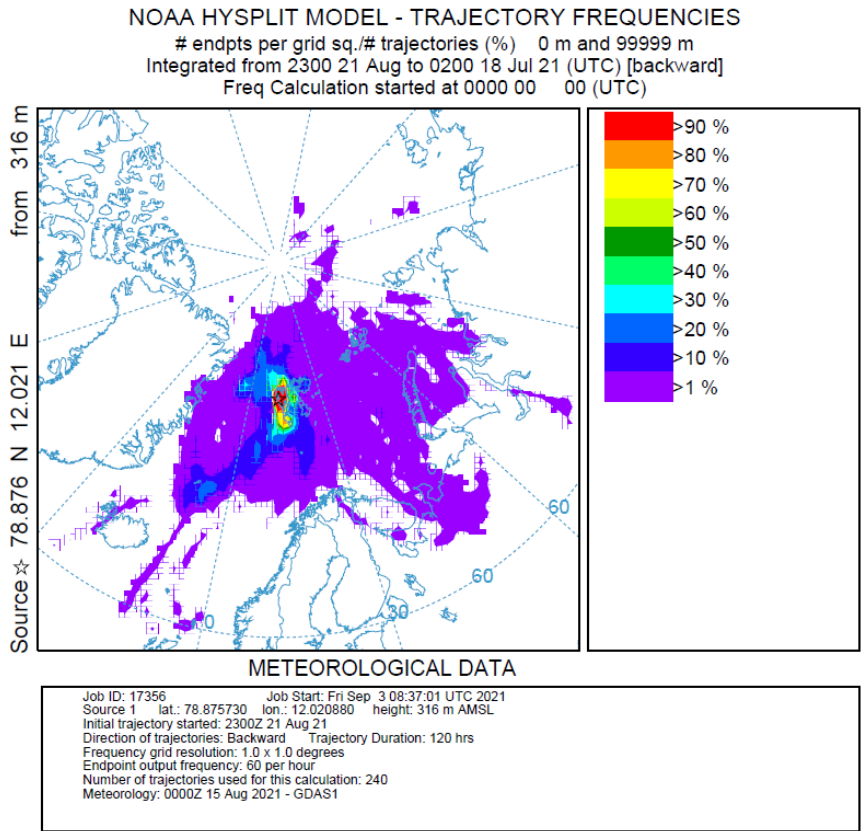 NOAA HYSPLIT MODEL - TRAJECTORY FREQUENCIES
# endpts per grid sq./# trajectories (%) 0 m and 99999 m
Integrated from 2300 21 Aug to 0200 18 Jul 21 (UTC) [backward]
Freq Calculation started at 0000 00 00 (UTC)
Source ☆ 78.876 N 12.021 E from 316 m
>90 %
>80 %
>70 %
>60 %
>50 %
>40 %
>30 %
>20 %
>10 %
>1 %
60
60
30
METEOROLOGICAL DATA
Job ID: 17356 Job Start: Fri Sep 3 08:37:01 UTC 2021
Source 1 lat.: 78.875730 lon.: 12.020880 height: 316 m AMSL
Initial trajectory started: 2300Z 21 Aug 21
Direction of trajectories: Backward Trajectory Duration: 120 hrs
Frequency grid resolution: 1.0 x 1.0 degrees
Endpoint output frequency: 60 per hour
Number of trajectories used for this calculation: 240
Meteorology: 0000Z 15 Aug 2021 - GDAS1